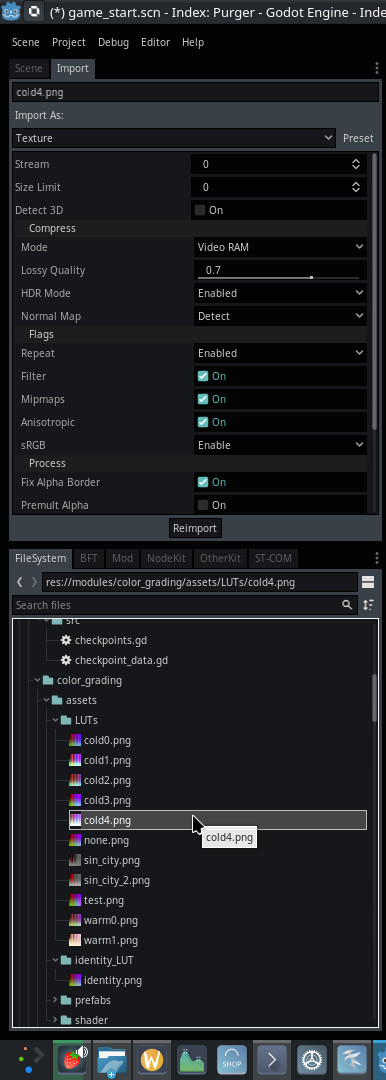 (*) game_start.scn - Index: Purger - Godot Engine - Inde
Scene Project Debug Editor Help
Scene Import
cold4.png
Import As:
Texture Preset
Stream 0
Size Limit 0
Detect 3D On
Compress
Mode Video RAM
Lossy Quality 0.7
HDR Mode Enabled
Normal Map Detect
Flags
Repeat Enabled
Filter On
Mipmaps On
Anisotropic On
sRGB Enable
Process
Fix Alpha Border On
Premult Alpha On
Reimport
FileSystem BFT Mod NodeKit OtherKit ST-COM
res://modules/color_grading/assets/LUTs/cold4.png
Search files
src
checkpoints.gd
checkpoint_data.gd
color_grading
assets
LUTs
cold0.png
cold1.png
cold2.png
cold3.png
cold4.png
cold4.png
none.png
sin_city.png
sin_city_2.png
test.png
warm0.png
warm1.png
identity_LUT
identity.png
prefabs
shader
SHOP